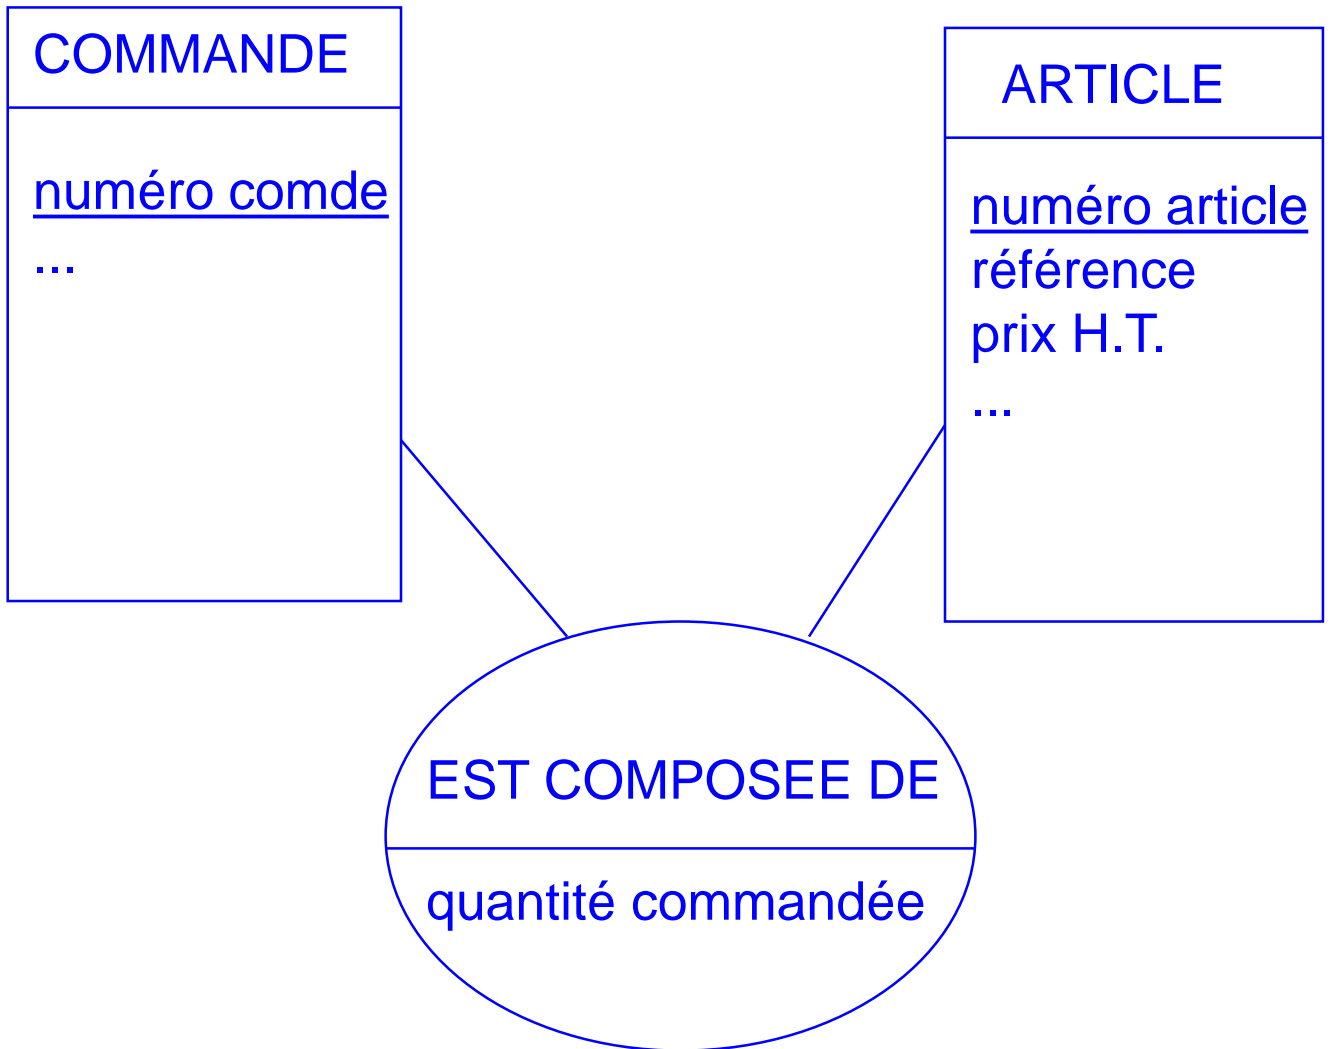 COMMANDE
numéro comde
...
ARTICLE
numéro article
référence
prix H.T.
...
EST COMPOSEE DE
quantité commandée